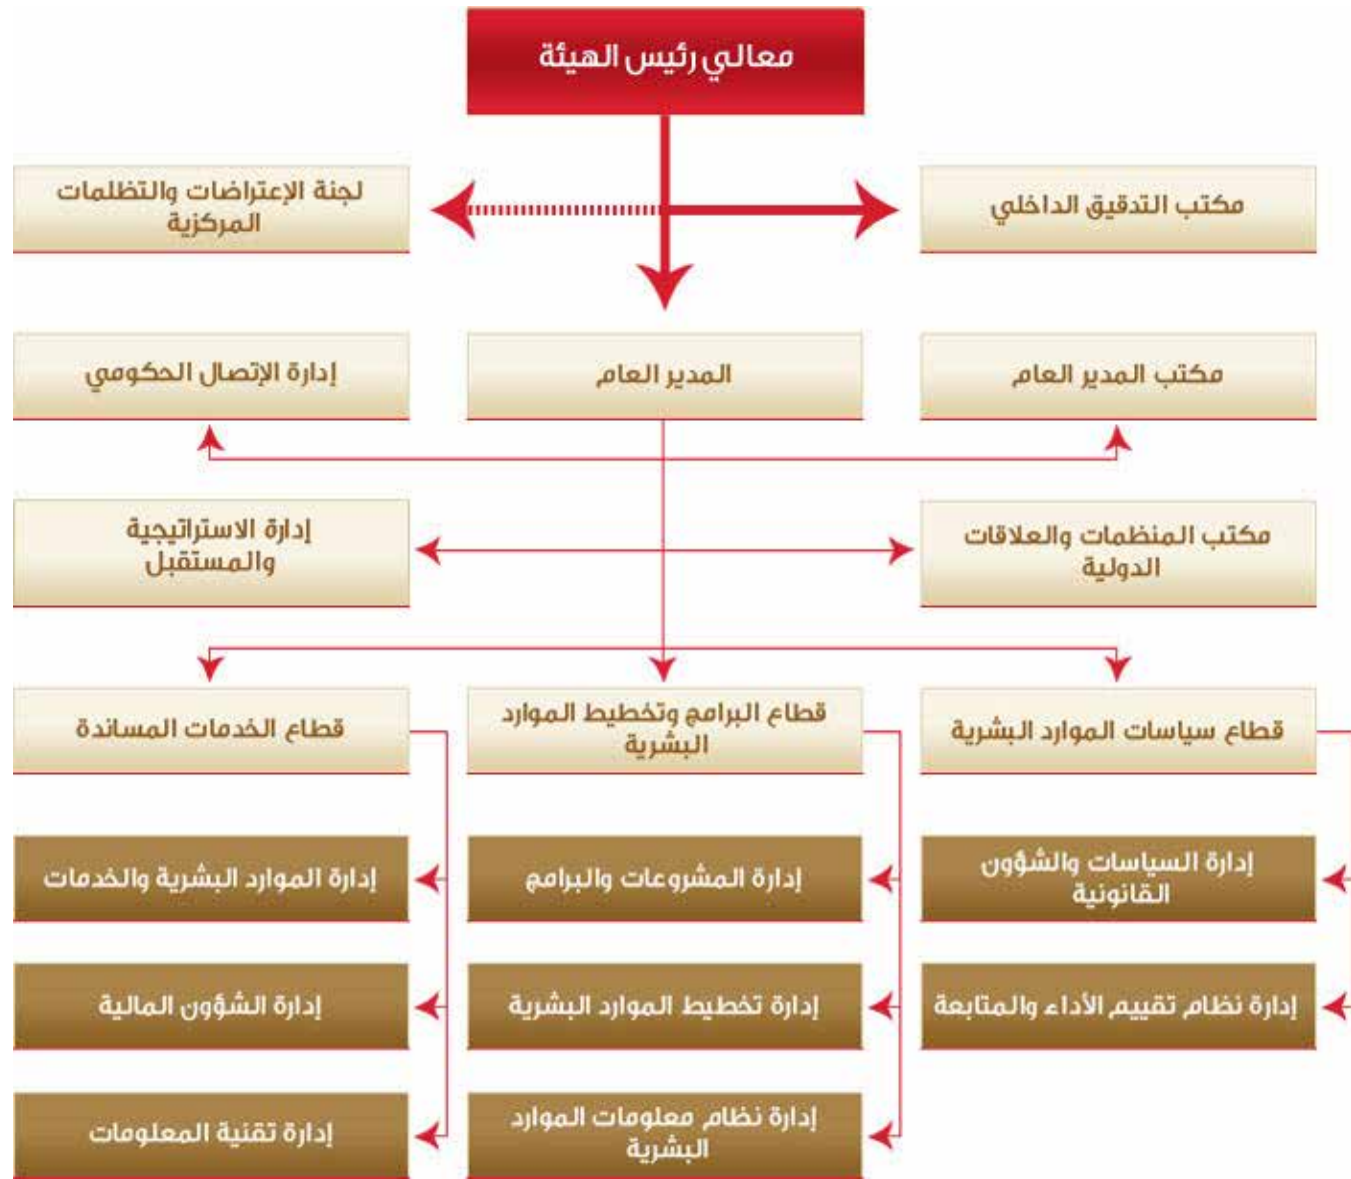 معالي رئيس الهيئة
مكتب التدقيق الداخلي
لجنة الإعتراضات والتظلمات
المركزية
مكتب المدير العام
المدير العام
إدارة الإتصال الحكومي
مكتب المنظمات والعلاقات
الدولية
إدارة الاستراتيجية
والمستقبل
قطاع سياسات الموارد البشرية
قطاع البرامج وتخطيط الموارد
البشرية
قطاع الخدمات المساندة
إدارة السياسات والشؤون
القانونية
إدارة المشروعات والبرامج
إدارة الموارد البشرية والخدمات
إدارة نظام تقييم الأداء والمتابعة
إدارة تخطيط الموارد البشرية
إدارة الشؤون المالية
إدارة نظام معلومات الموارد
البشرية
إدارة تقنية المعلومات